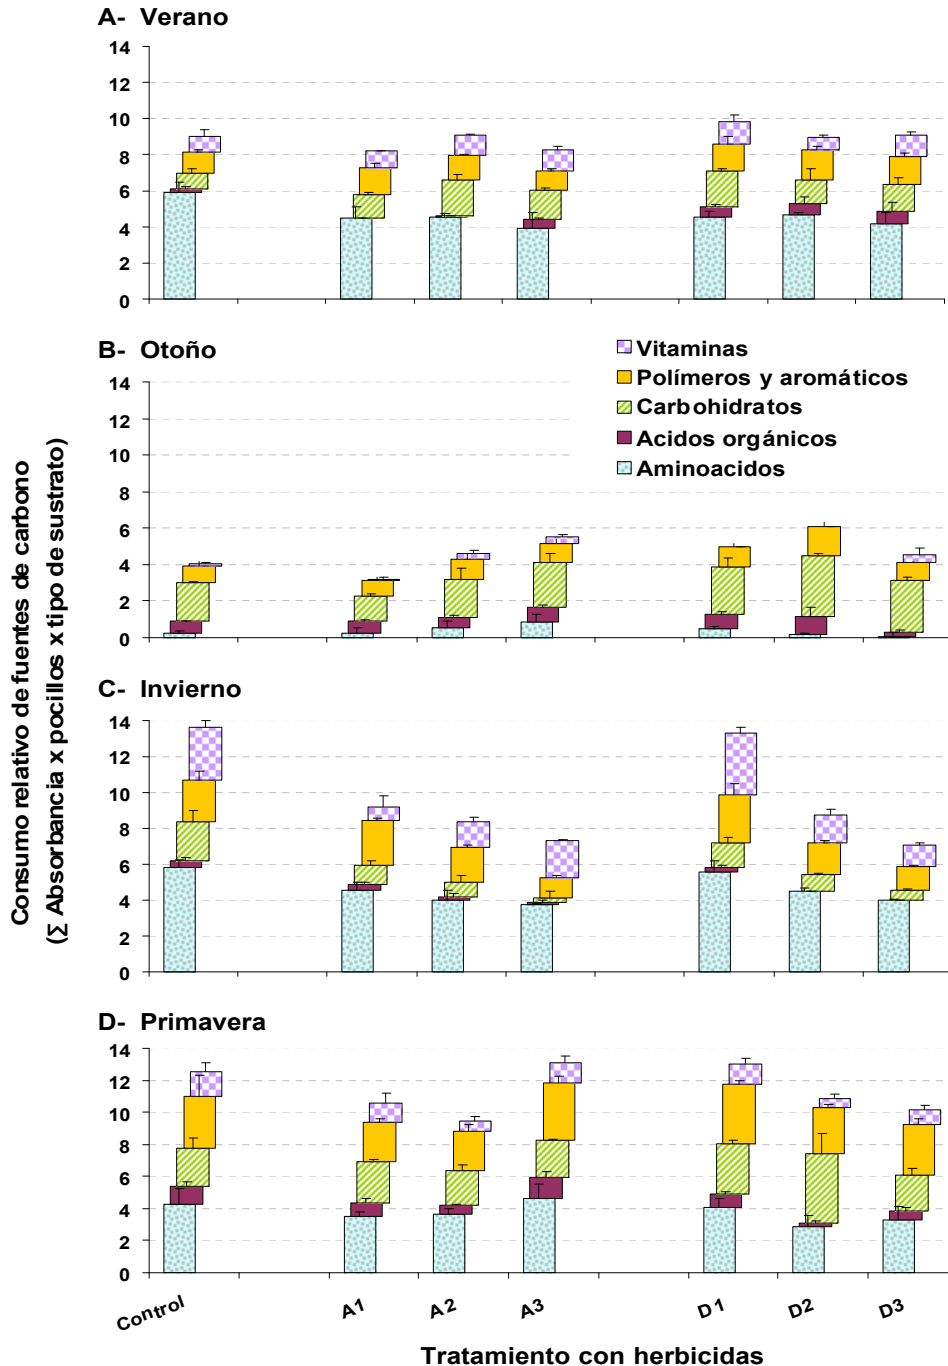 A- Verano
14
12
10
8
6
4
2
0
B- Otoño
Vitaminas
Polímeros y aromáticos
Carbohidratos
Acidos orgánicos
Aminoacidos
14
12
10
8
6
4
2
0
Consumo relativo de fuentes de carbono
(∑ Absorbancia x pocillos x tipo de sustrato)
C- Invierno
14
12
10
8
6
4
2
0
D- Primavera
14
12
10
8
6
4
2
0
Control A1 A2 A3 D1 D2 D3
Tratamiento con herbicidas